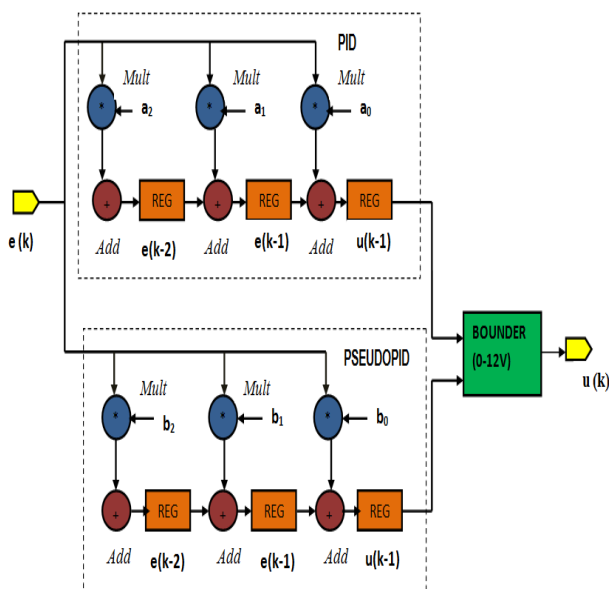 PID
Mult Mult Mult
* * *
a2 a1 a0
+ REG + REG + REG
e (k)
Add e(k-2) Add e(k-1) Add u(k-1)
BOUNDER
(0-12V)
u (k)
PSEUDOPID
Mult Mult Mult
* * *
b2 b1 b0
+ REG + REG + REG
Add e(k-2) Add e(k-1) Add u(k-1)